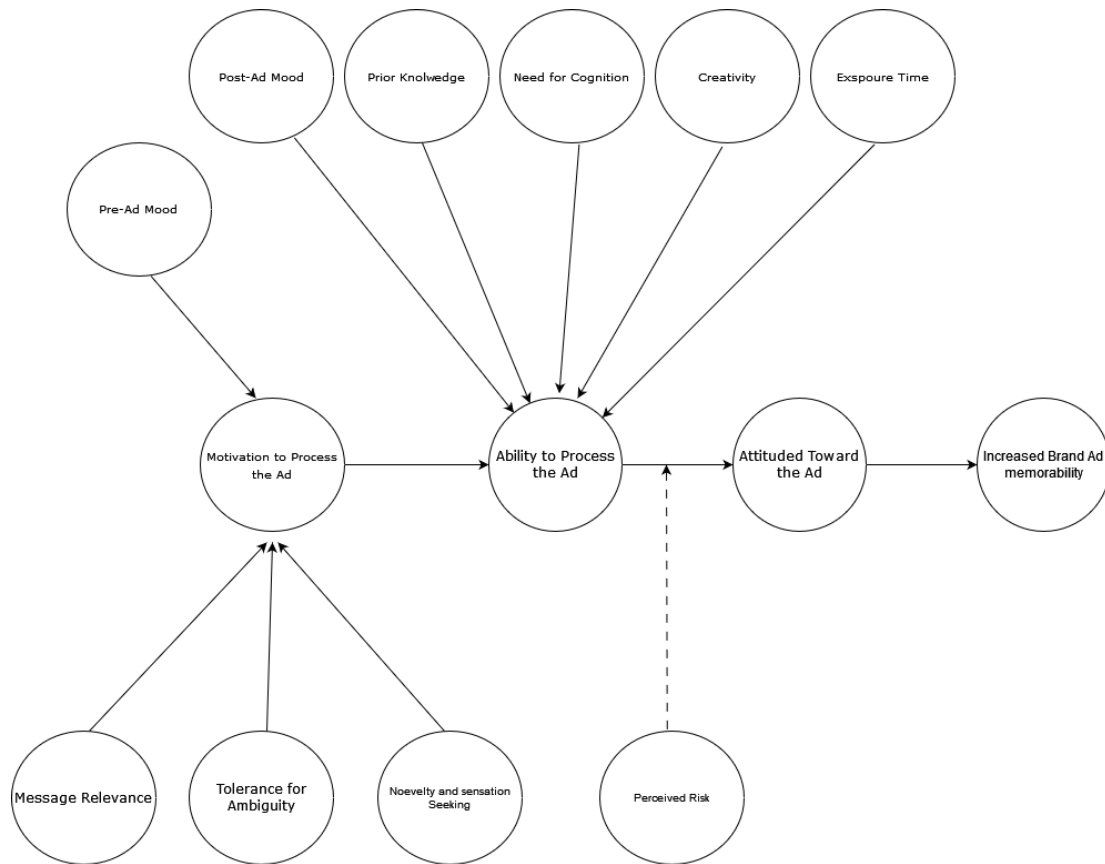 Post-Ad Mood
Prior Knolwedge
Need for Cognition
Creativity
Exspoure Time
Pre-Ad Mood
Motivation to Process
the Ad
Ability to Process
the Ad
Attituded Toward
the Ad
Increased Brand Ad
memorability
Message Relevance
Tolerance for
Ambiguity
Noevelty and sensation
Seeking
Perceived Risk